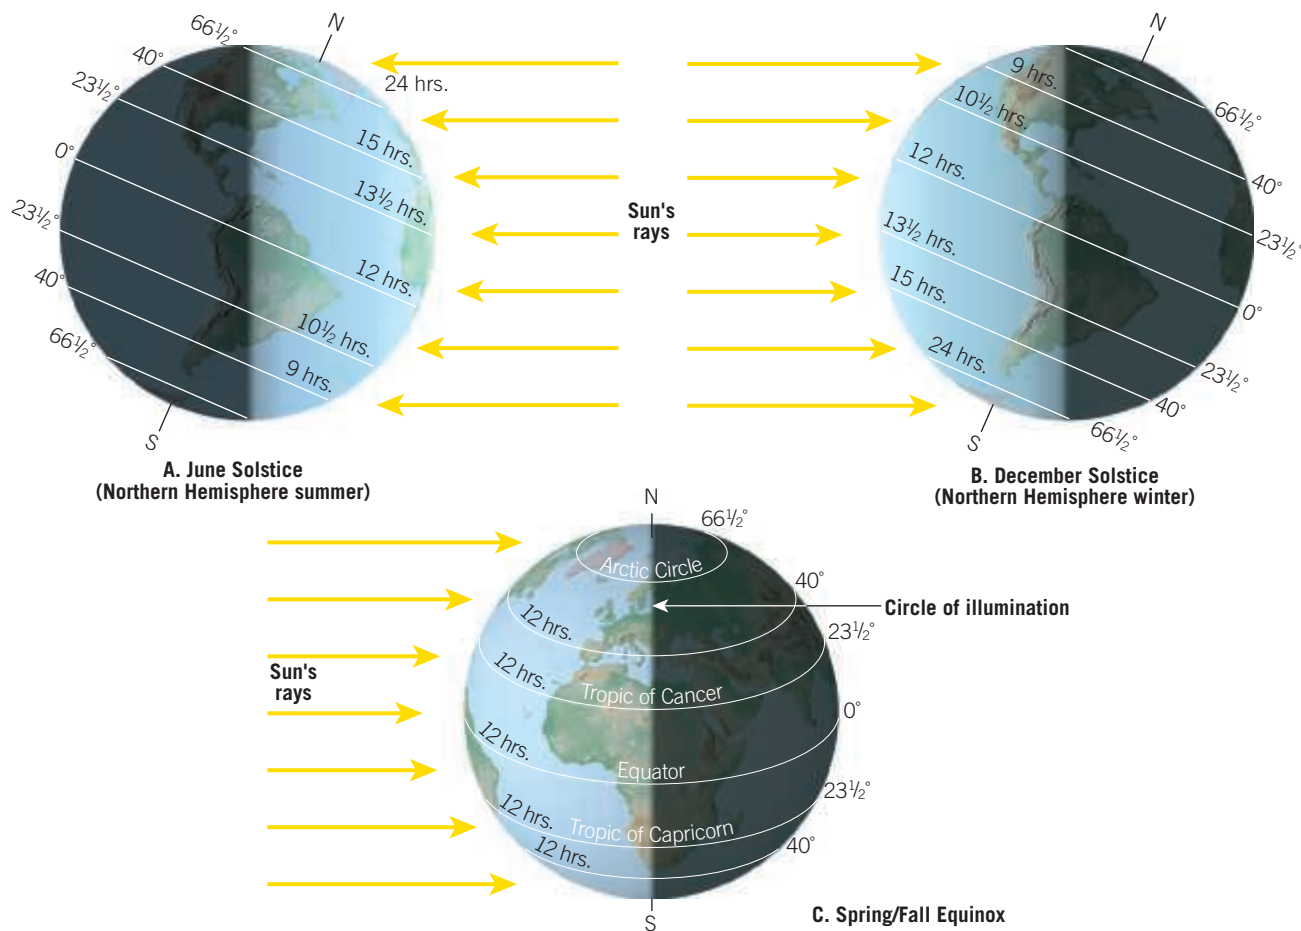 N
66½°
40°
23½°
0°
23½°
40°
66½°
S
24 hrs.
15 hrs.
13½ hrs.
12 hrs.
10½ hrs.
9 hrs.
A. June Solstice
(Northern Hemisphere summer)
Sun's
rays
N
9 hrs.
10½ hrs.
12 hrs.
13½ hrs.
15 hrs.
24 hrs.
66½°
40°
23½°
0°
23½°
40°
66½°
S
B. December Solstice
(Northern Hemisphere winter)
N
66½°
Arctic Circle
40°
Circle of illumination
12 hrs.
23½°
Sun's
rays
12 hrs.
Tropic of Cancer
0°
12 hrs.
Equator
23½°
12 hrs.
Tropic of Capricorn
12 hrs.
40°
S
C. Spring/Fall Equinox